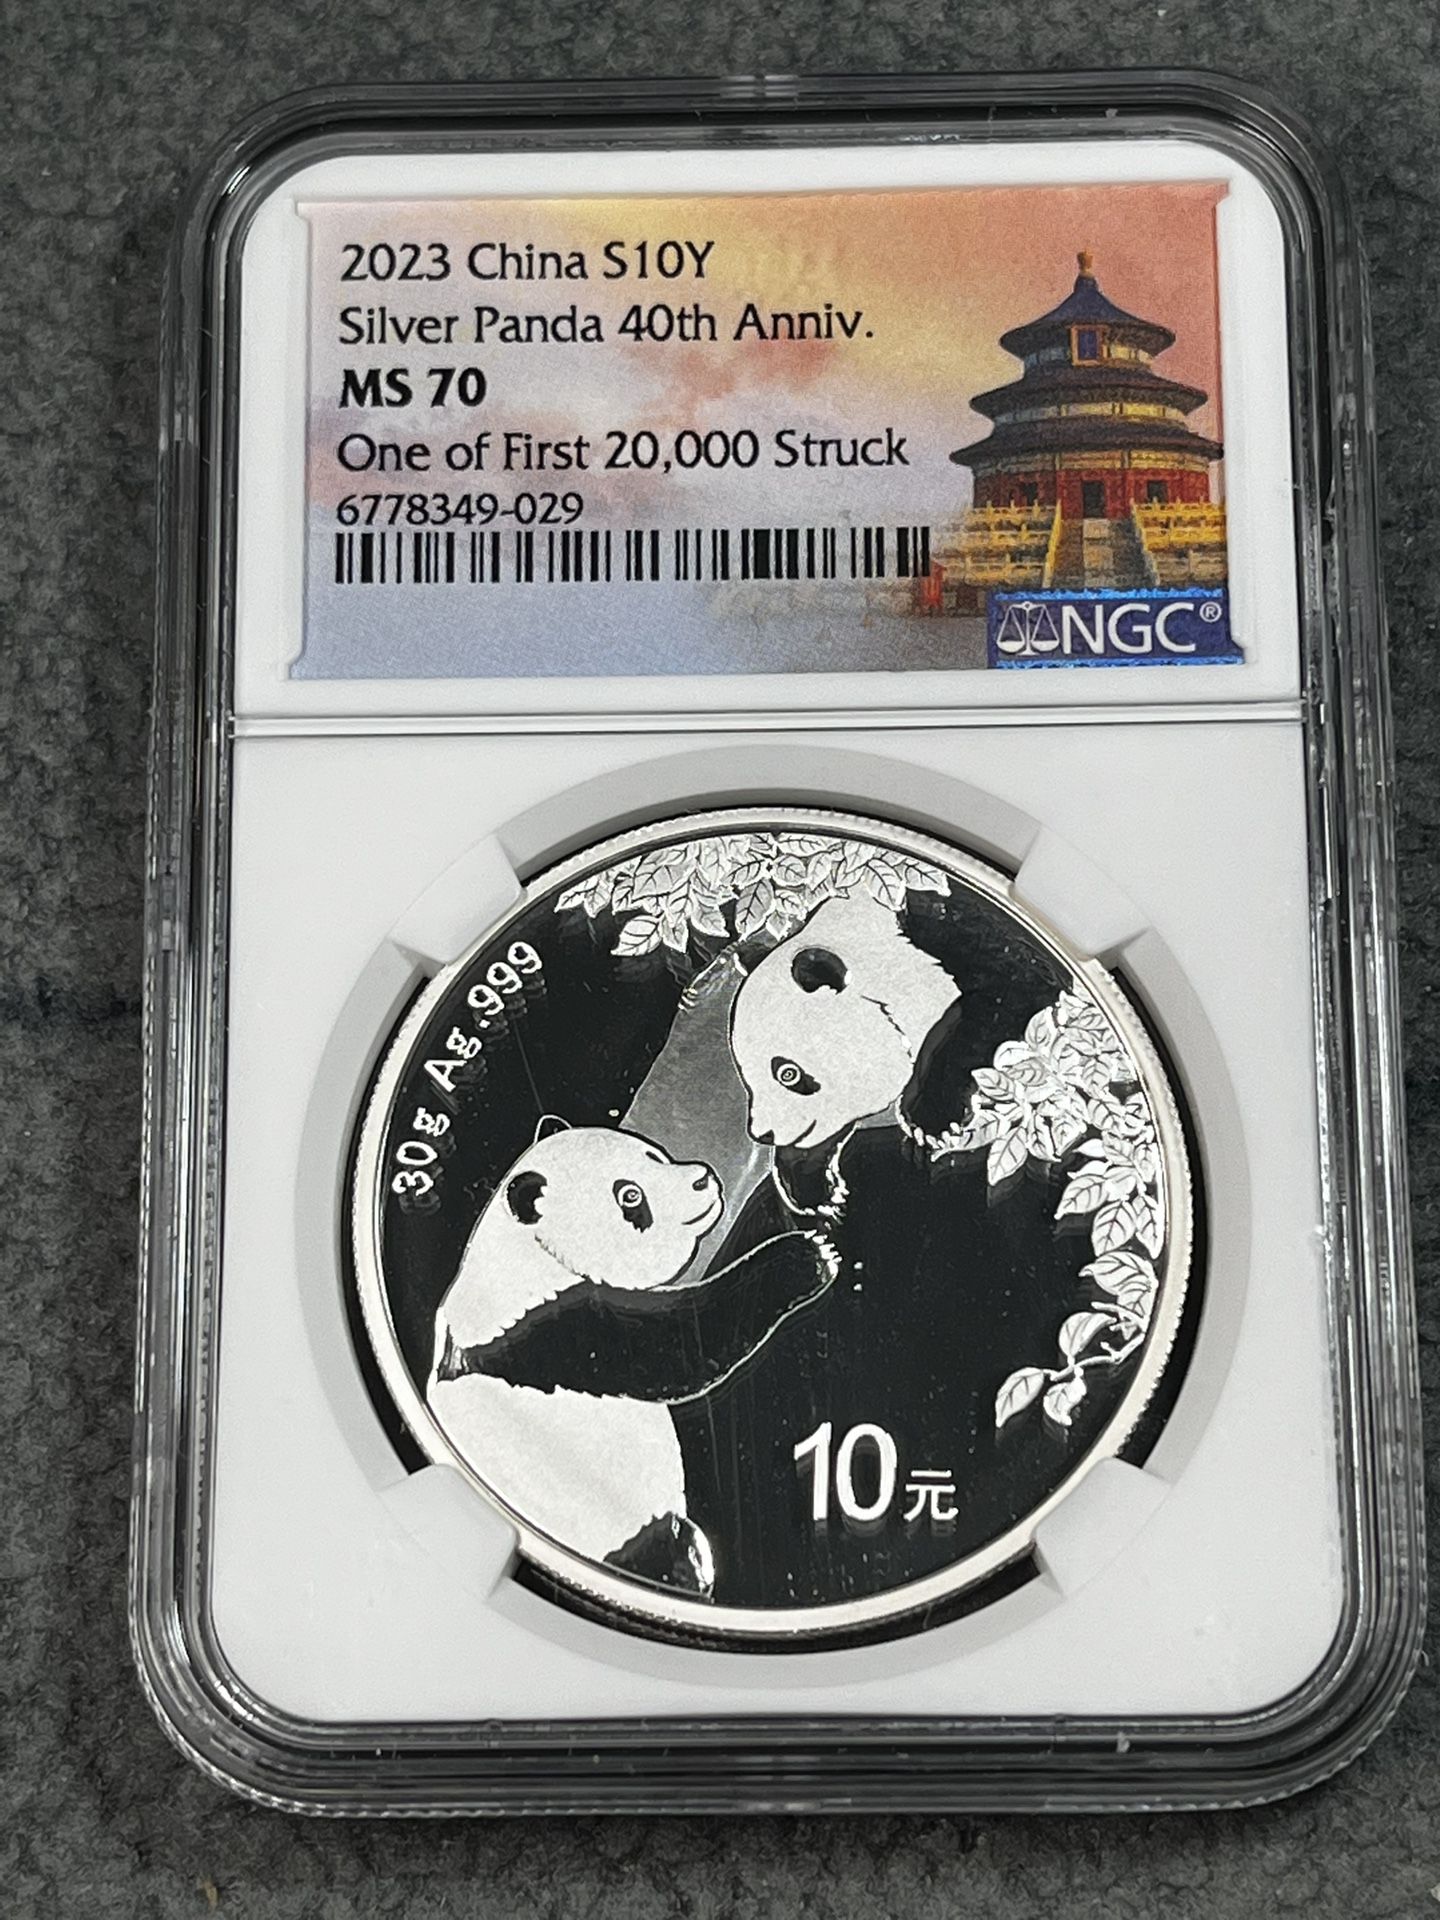 2023 China S10Y
Silver Panda 40th Anniv.
MS 70
One of First 20,000 Struck
6778349-029
NGC®
30g Ag.999
10元